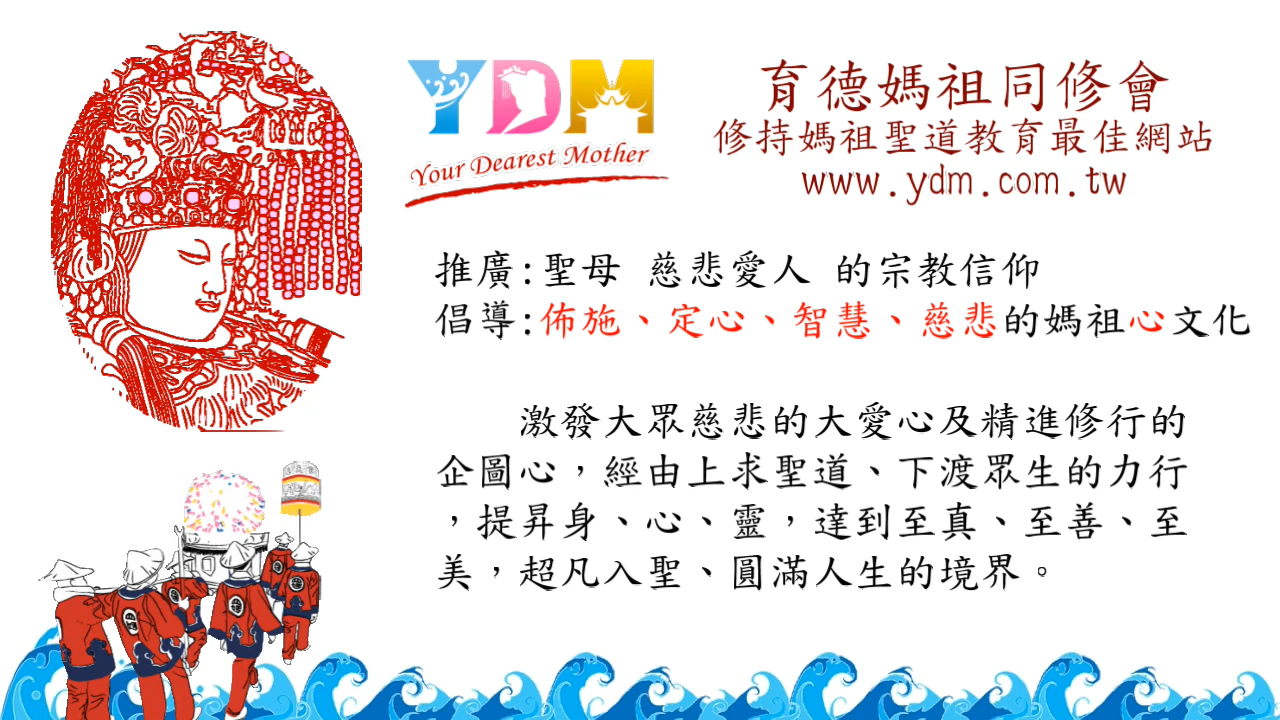 YDM
Your Dearest Mother
育德媽祖同修會
修持媽祖聖道教育最佳網站
www.ydm.com.tw
推廣:聖母 慈悲愛人 的宗教信仰
倡導:佈施、定心、智慧、慈悲的媽祖心文化
激發大眾慈悲的大愛心及精進修行的
企圖心，經由上求聖道、下渡眾生的力行
，提昇身、心、靈，達到至真、至善、至
美，超凡入聖、圓滿人生的境界。